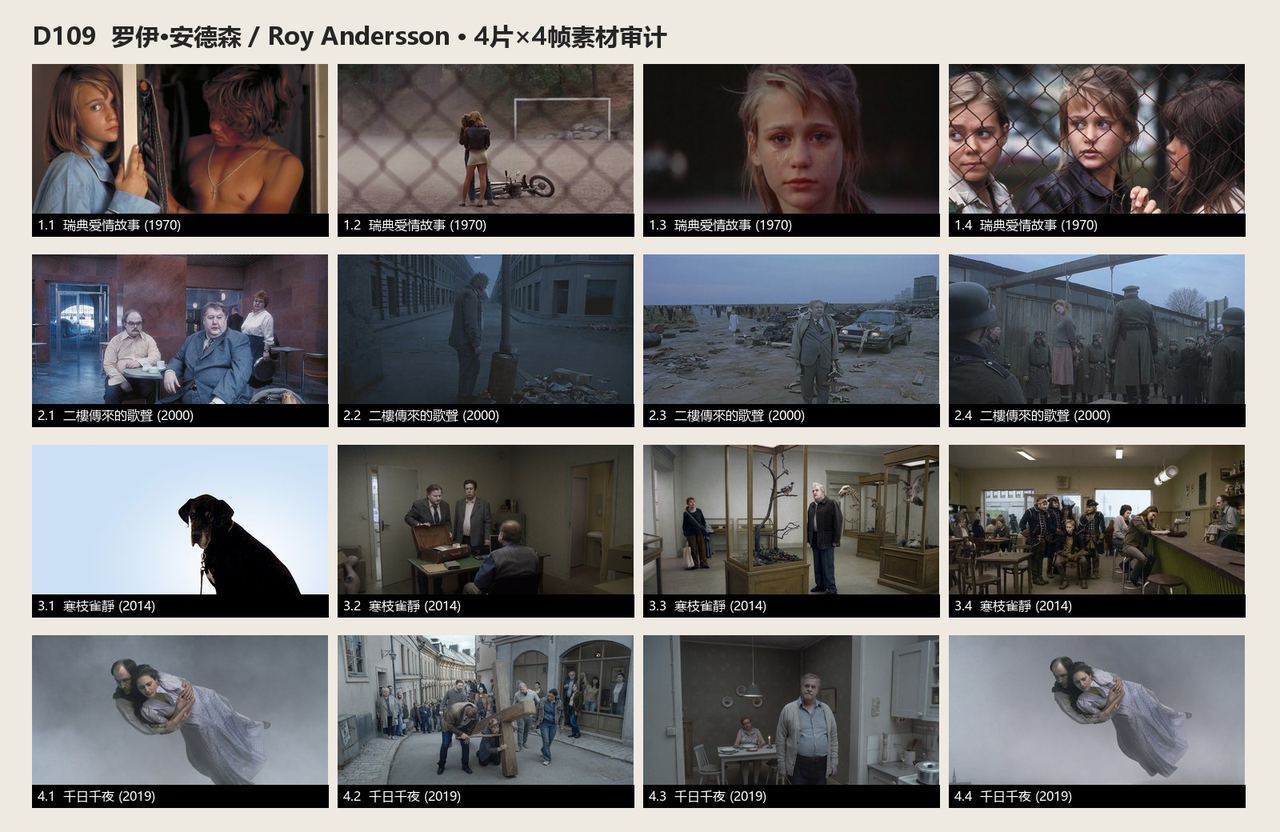 D109 罗伊•安德森 / Roy Andersson • 4片×4帧素材审计
1.1 瑞典爱情故事 (1970)
1.2 瑞典爱情故事 (1970)
1.3 瑞典爱情故事 (1970)
1.4 瑞典爱情故事 (1970)
2.1 二樓傳來的歌聲 (2000)
2.2 二樓傳來的歌聲 (2000)
2.3 二樓傳來的歌聲 (2000)
2.4 二樓傳來的歌聲 (2000)
3.1 寒枝雀靜 (2014)
3.2 寒枝雀靜 (2014)
3.3 寒枝雀靜 (2014)
3.4 寒枝雀靜 (2014)
4.1 千日千夜 (2019)
4.2 千日千夜 (2019)
4.3 千日千夜 (2019)
4.4 千日千夜 (2019)